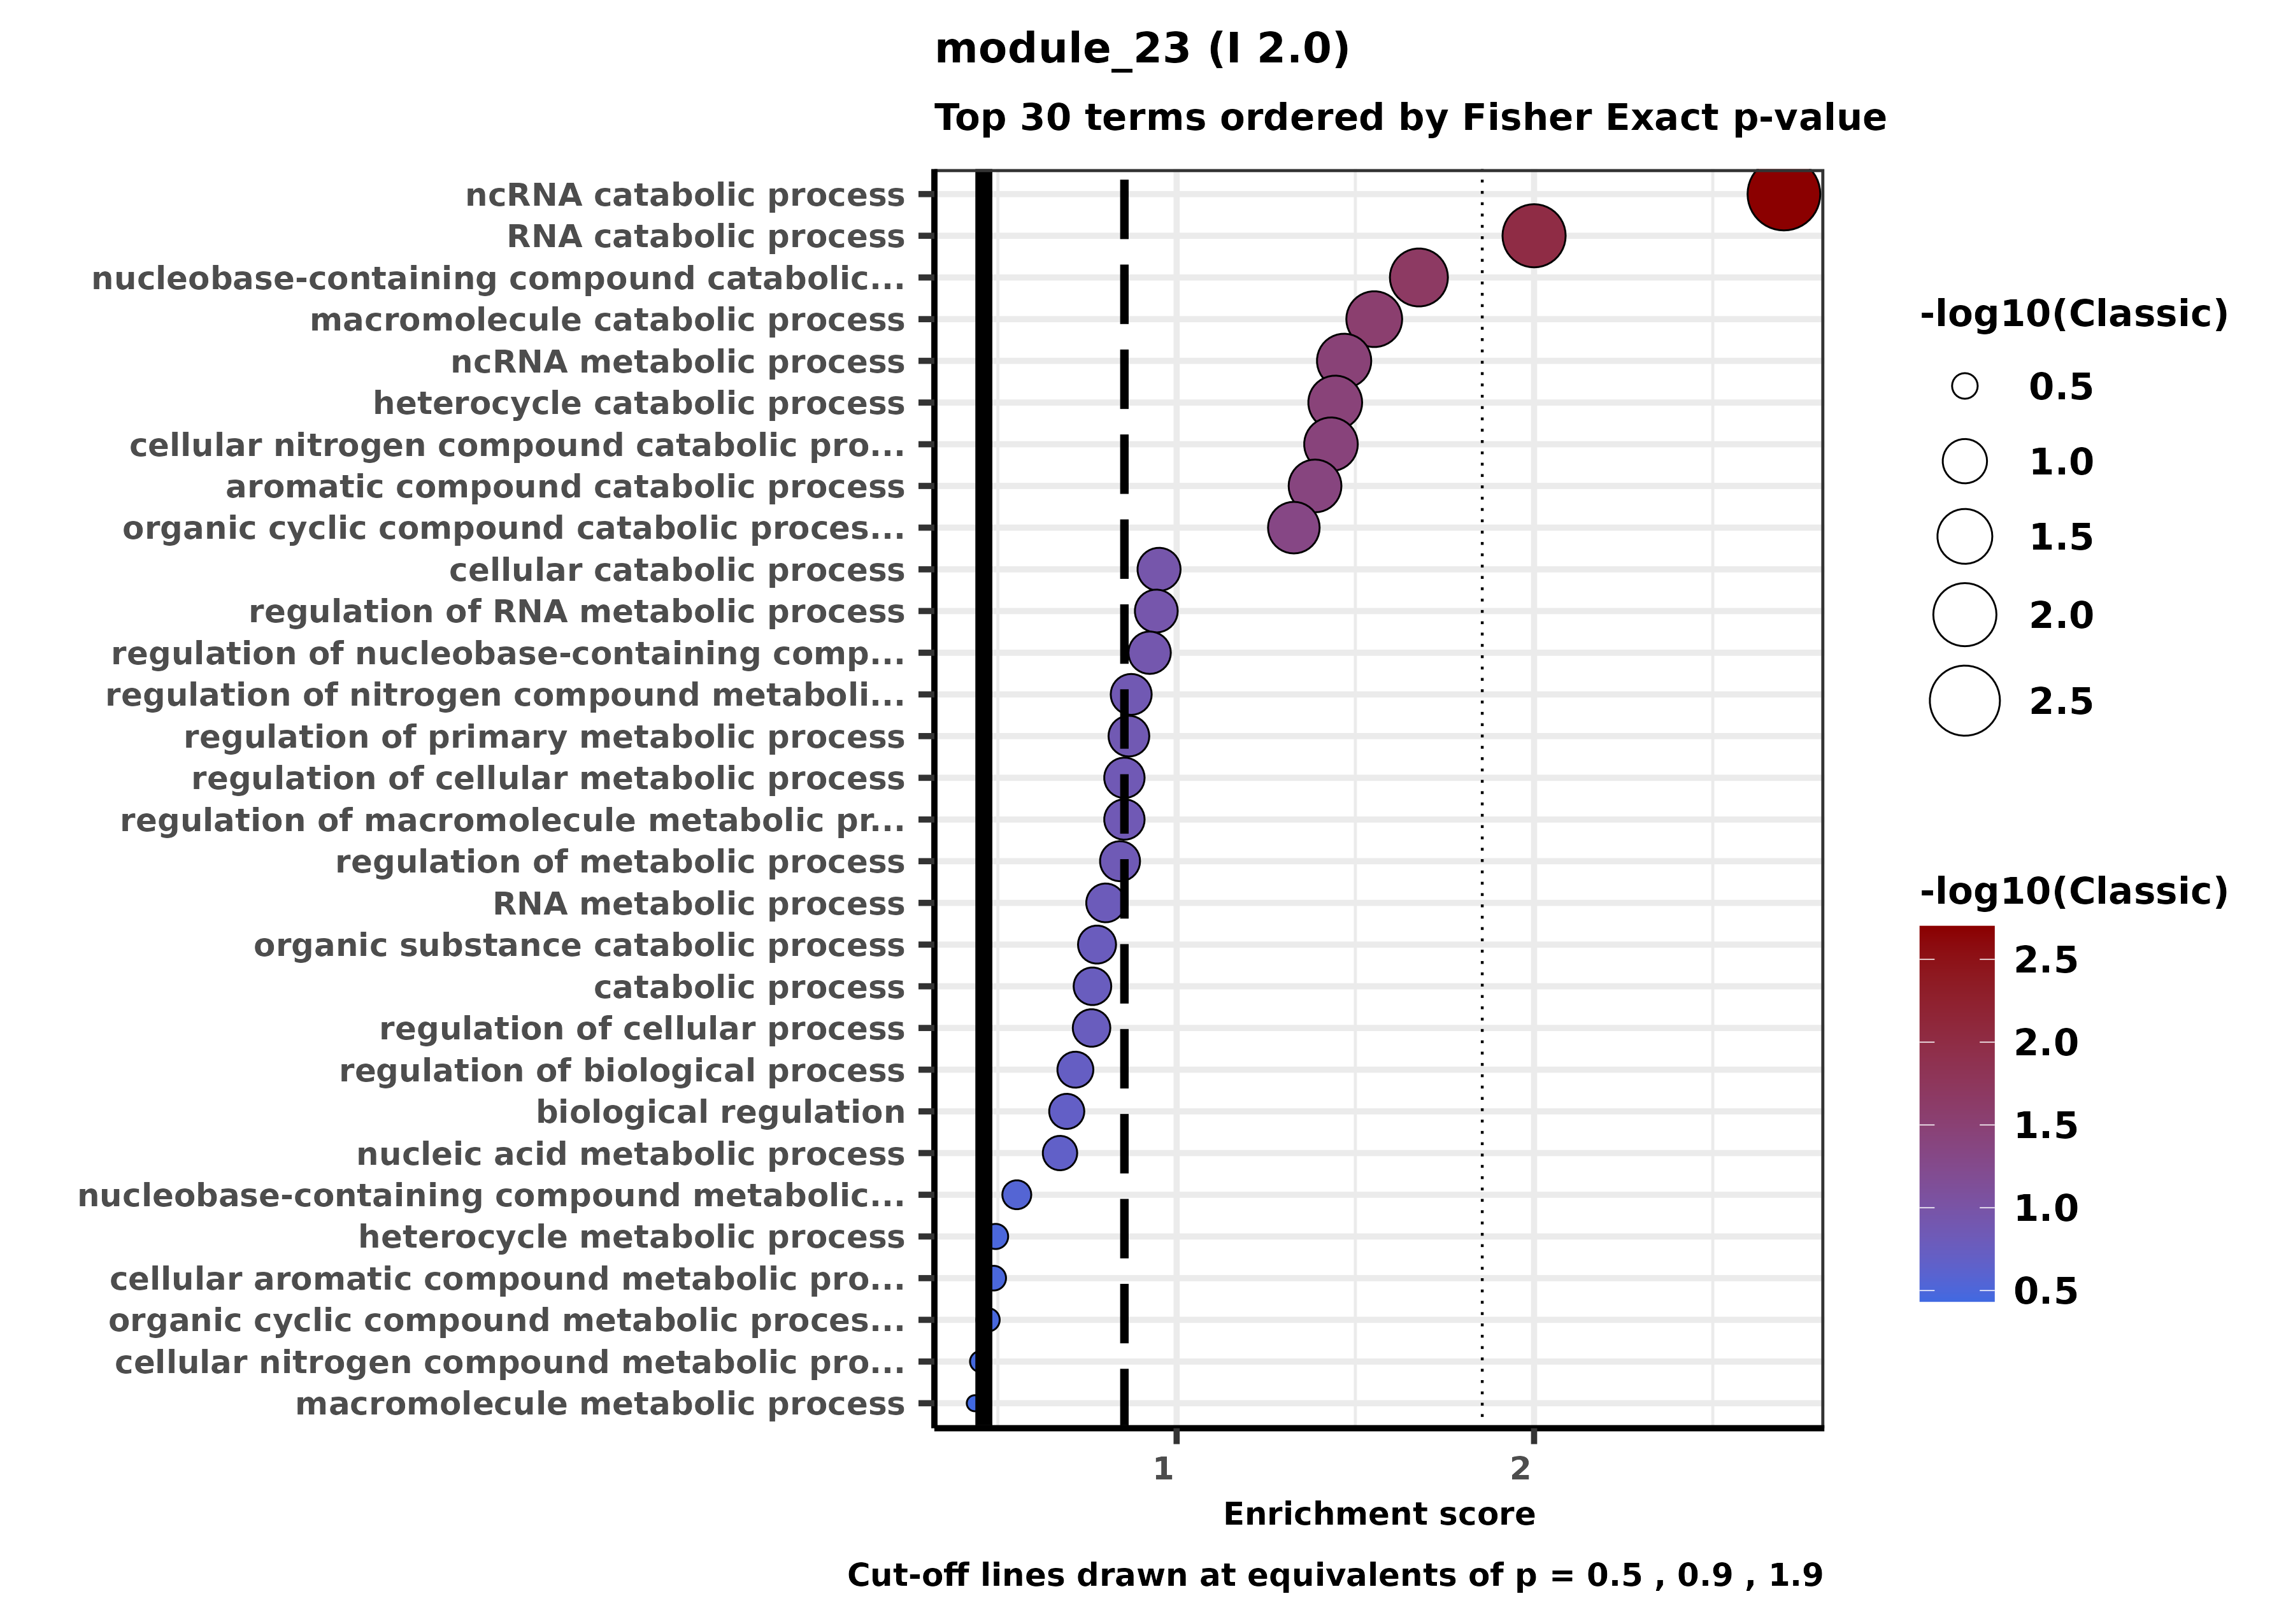 module_23 (I 2.0)
Top 30 terms ordered by Fisher Exact p-value
ncRNA catabolic process
RNA catabolic process
nucleobase-containing compound catabolic...
macromolecule catabolic process
ncRNA metabolic process
heterocycle catabolic process
cellular nitrogen compound catabolic pro...
aromatic compound catabolic process
organic cyclic compound catabolic proces...
cellular catabolic process
regulation of RNA metabolic process
regulation of nucleobase-containing comp...
regulation of nitrogen compound metaboli...
regulation of primary metabolic process
regulation of cellular metabolic process
regulation of macromolecule metabolic pr...
regulation of metabolic process
RNA metabolic process
organic substance catabolic process
catabolic process
regulation of cellular process
regulation of biological process
biological regulation
nucleic acid metabolic process
nucleobase-containing compound metabolic...
heterocycle metabolic process
cellular aromatic compound metabolic pro...
organic cyclic compound metabolic proces...
cellular nitrogen compound metabolic pro...
macromolecule metabolic process
1 2
Enrichment score
Cut-off lines drawn at equivalents of p = 0.5 , 0.9 , 1.9
-log10(Classic)
0.5
1.0
1.5
2.0
2.5
-log10(Classic)
2.5
2.0
1.5
1.0
0.5